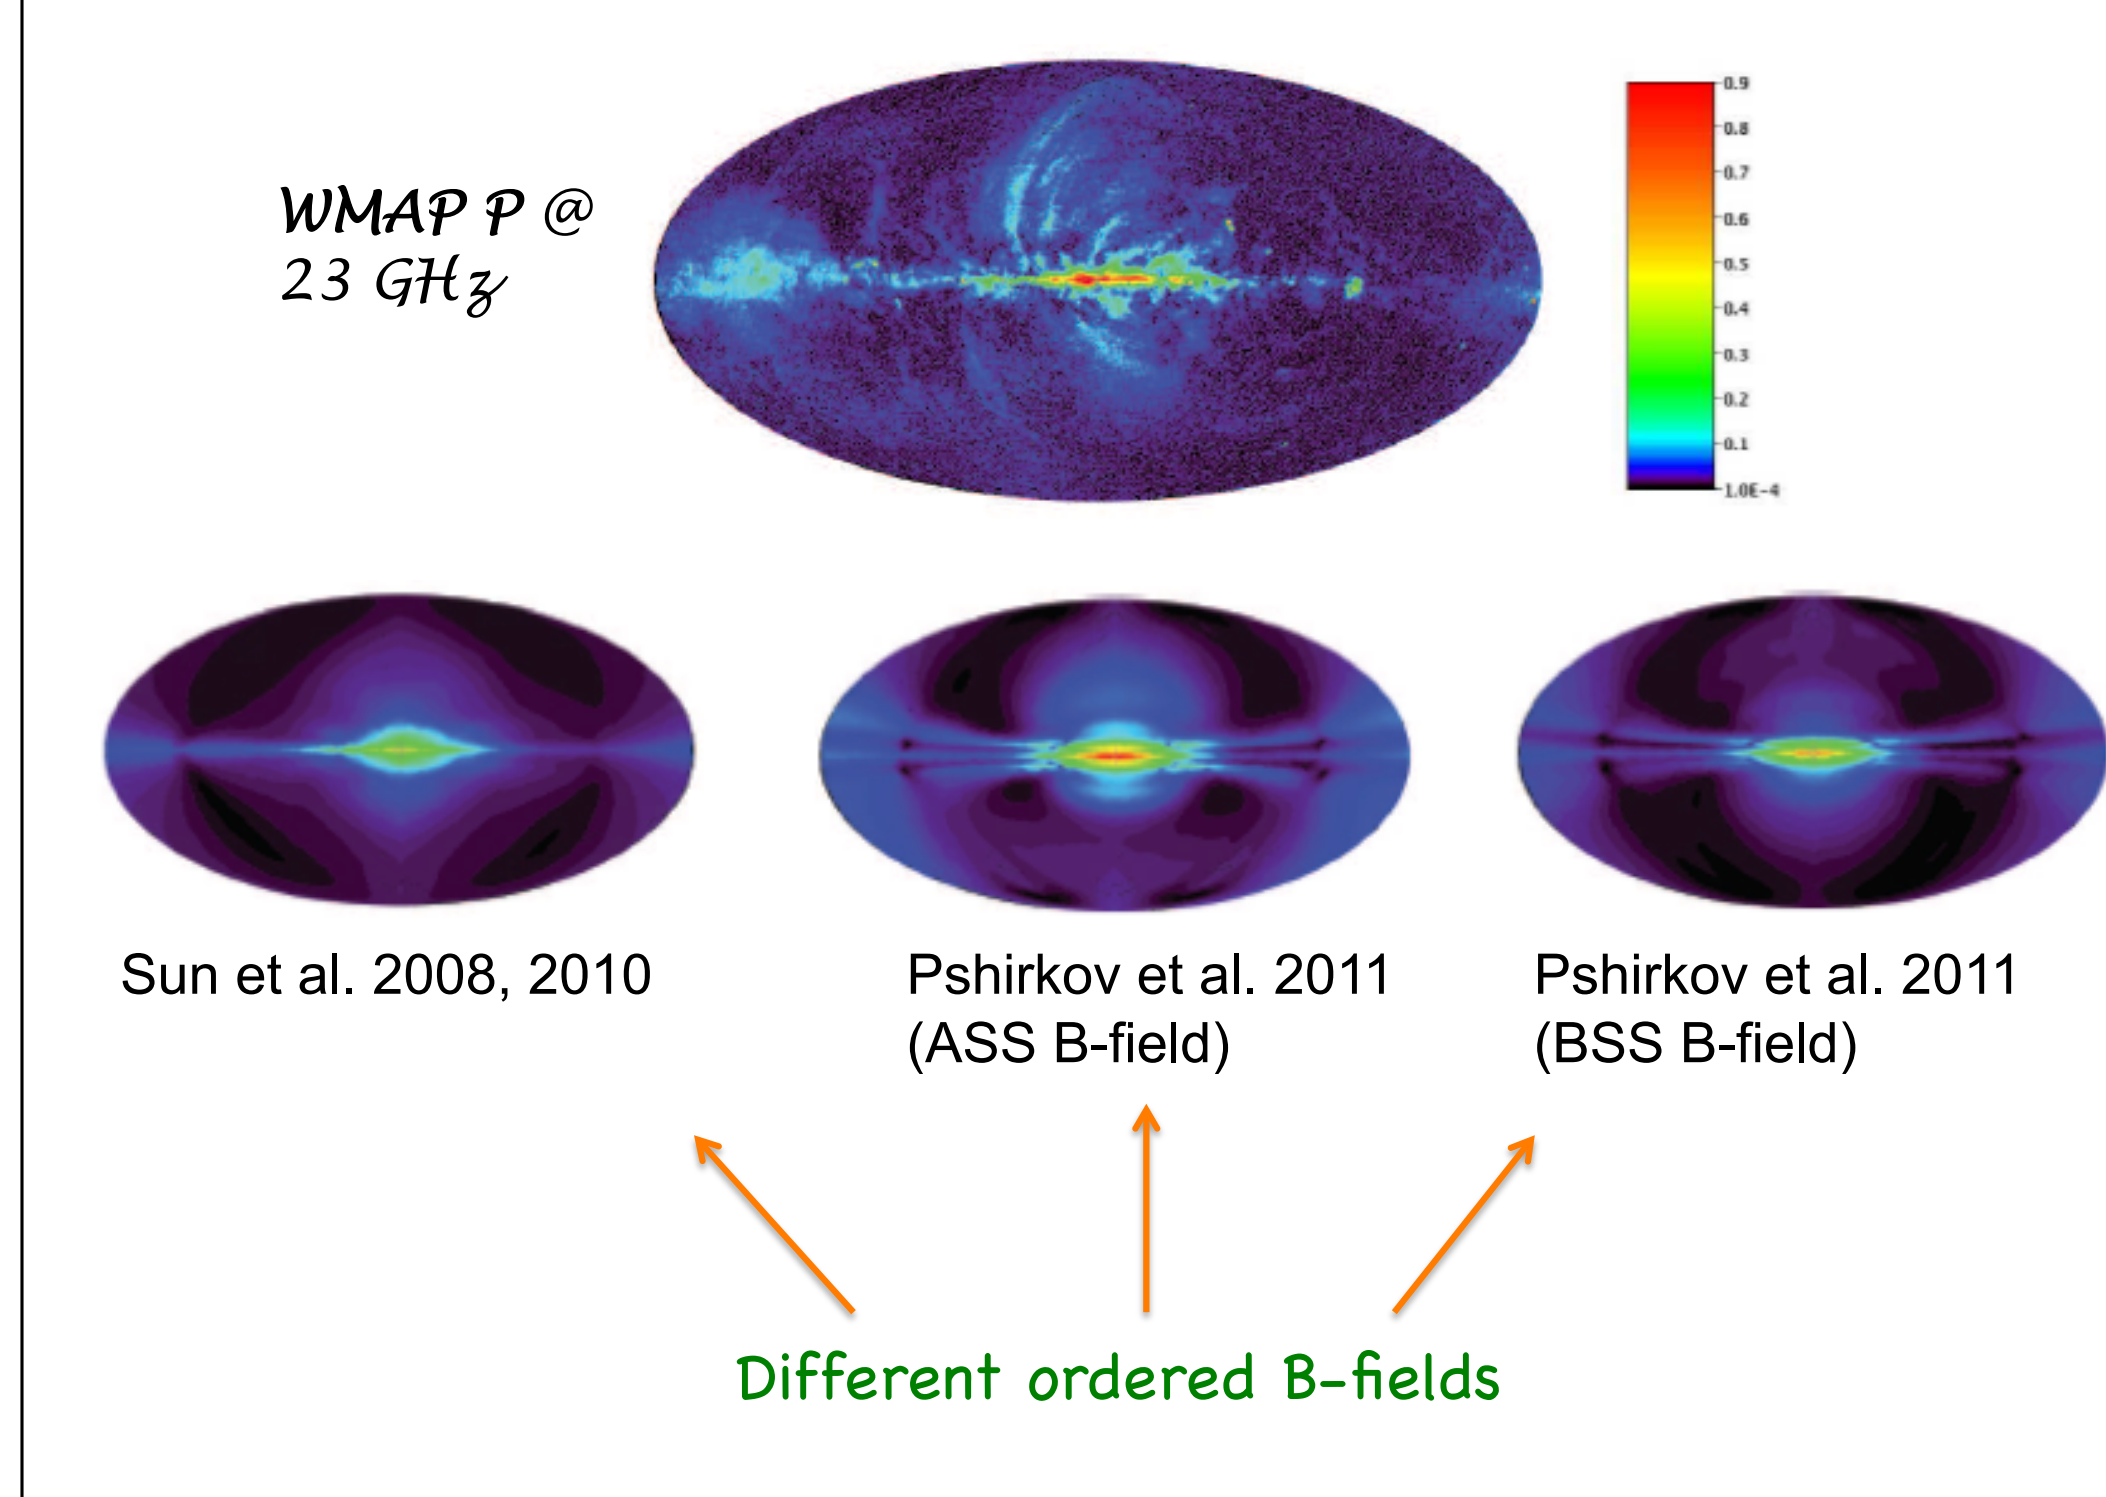 WMAP P @
23 GHz
0.9
0.8
0.7
0.6
0.5
0.4
0.3
0.2
0.1
1.0E-4
Sun et al. 2008, 2010
Pshirkov et al. 2011
(ASS B-field)
Pshirkov et al. 2011
(BSS B-field)
Different ordered B-fields